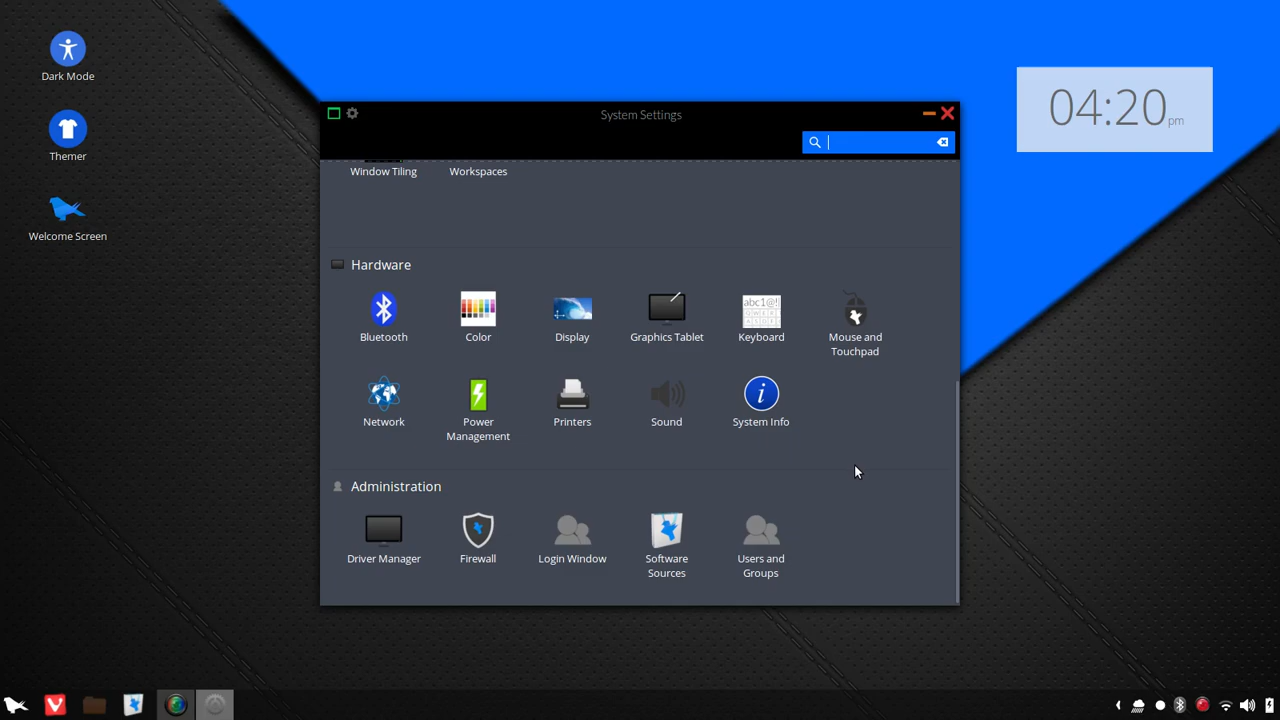 Dark Mode
Themer
Welcome Screen
System Settings
04:20 pm
Window Tiling
Workspaces
Hardware
Bluetooth
Color
Display
abc1@!
Graphics Tablet
Keyboard
Mouse and
Touchpad
Network
Power
Management
Printers
Sound
System Info
Administration
Driver Manager
Firewall
Login Window
Software
Sources
Users and
Groups